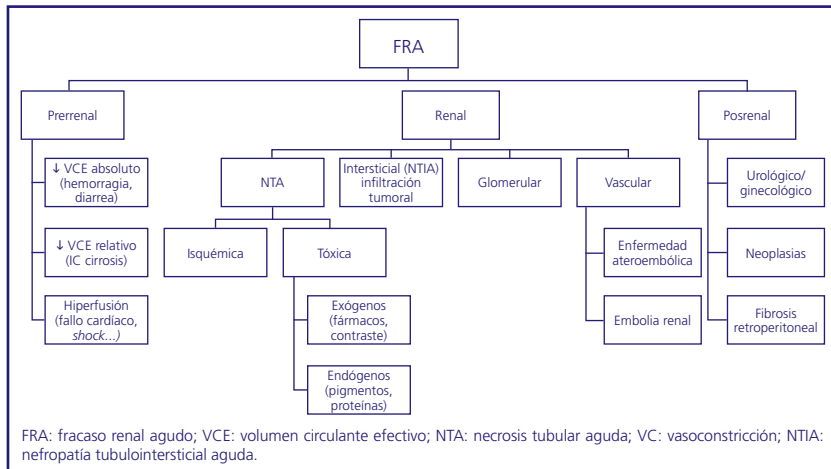 FRA
Prerrenal
Renal
Posrenal
↓ VCE absoluto
(hemorragia,
diarrea)
↓ VCE relativo
(IC cirrosis)
Hiperfusión
(fallo cardíaco,
shock...)
NTA
Intersticial (NTIA)
infiltración
tumoral
Glomerular
Vascular
Isquémica
Tóxica
Exógenos
(fármacos,
contraste)
Endógenos
(pigmentos,
proteínas)
Enfermedad
ateroembólica
Embolia renal
Urológico/
ginecológico
Neoplasias
Fibrosis
retroperitoneal
FRA: fracaso renal agudo; VCE: volumen circulante efectivo; NTA: necrosis tubular aguda; VC: vasoconstricción; NTIA:
nefropatía tubulointersticial aguda.